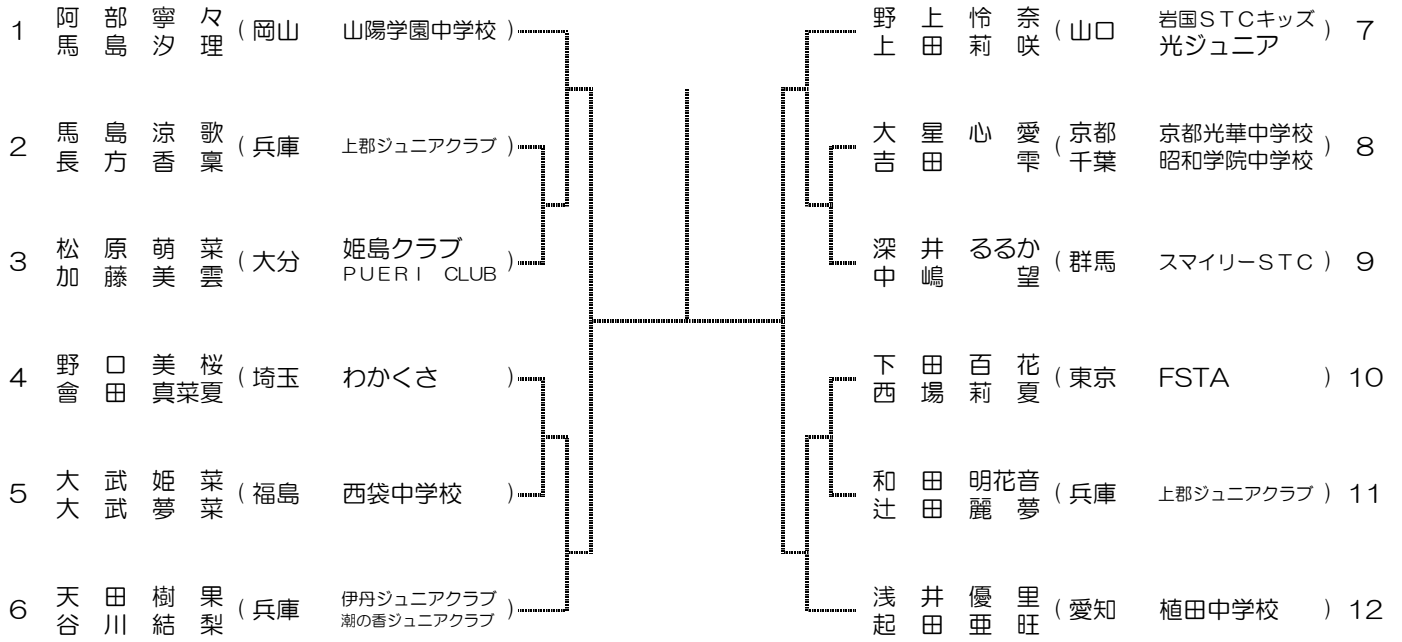 1 阿部寧々 (岡山 山陽学園中学校)
馬島汐理
2 馬島涼歌 (兵庫 上郡ジュニアクラブ)
長方香稟
3 松原萌菜 (大分 姫島クラブ)
加藤美雲 PUERI CLUB
4 野口美桜 (埼玉 わかくさ)
會田真菜夏
5 大武姫菜 (福島 西袋中学校)
大武夢菜
6 天田樹果 (兵庫 伊丹ジュニアクラブ)
谷川結梨 潮の香ジュニアクラブ
野上怜奈 (山口 岩国STCキッズ) 7
上田莉咲 光ジュニア
大星心愛 (京都 京都光華中学校) 8
吉田雫 千葉 昭和学院中学校
深井るるか (群馬 スマイリーSTC) 9
中嶋望
下田百花 (東京 FSTA) 10
西場莉夏
和田明花音 (兵庫 上郡ジュニアクラブ) 11
辻田麗夢
浅井優里 (愛知 植田中学校) 12
起田亜旺